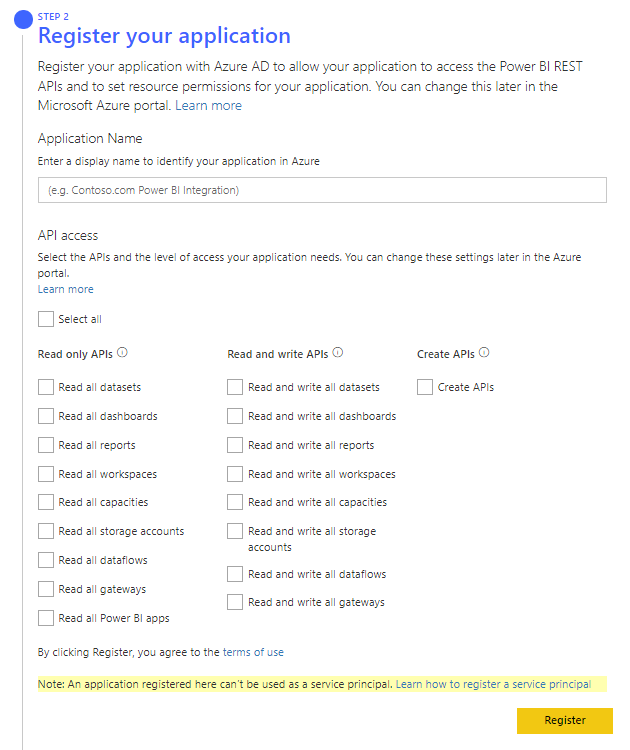 STEP 2
Register your application
Register your application with Azure AD to allow your application to access the Power BI REST
APIs and to set resource permissions for your application. You can change this later in the
Microsoft Azure portal. Learn more
Application Name
Enter a display name to identify your application in Azure
(e.g. Contoso.com Power BI Integration)
API access
Select the APIs and the level of access your application needs. You can change these settings later in the Azure
portal.
Learn more
Select all
Read only APIs
Read all datasets
Read all dashboards
Read all reports
Read all workspaces
Read all capacities
Read all storage accounts
Read all dataflows
Read all gateways
Read all Power BI apps
Read and write APIs
Read and write all datasets
Read and write all dashboards
Read and write all reports
Read and write all workspaces
Read and write all capacities
Read and write all storage
accounts
Read and write all dataflows
Read and write all gateways
Create APIs
Create APIs
By clicking Register, you agree to the terms of use
Note: An application registered here can't be used as a service principal. Learn how to register a service principal
Register